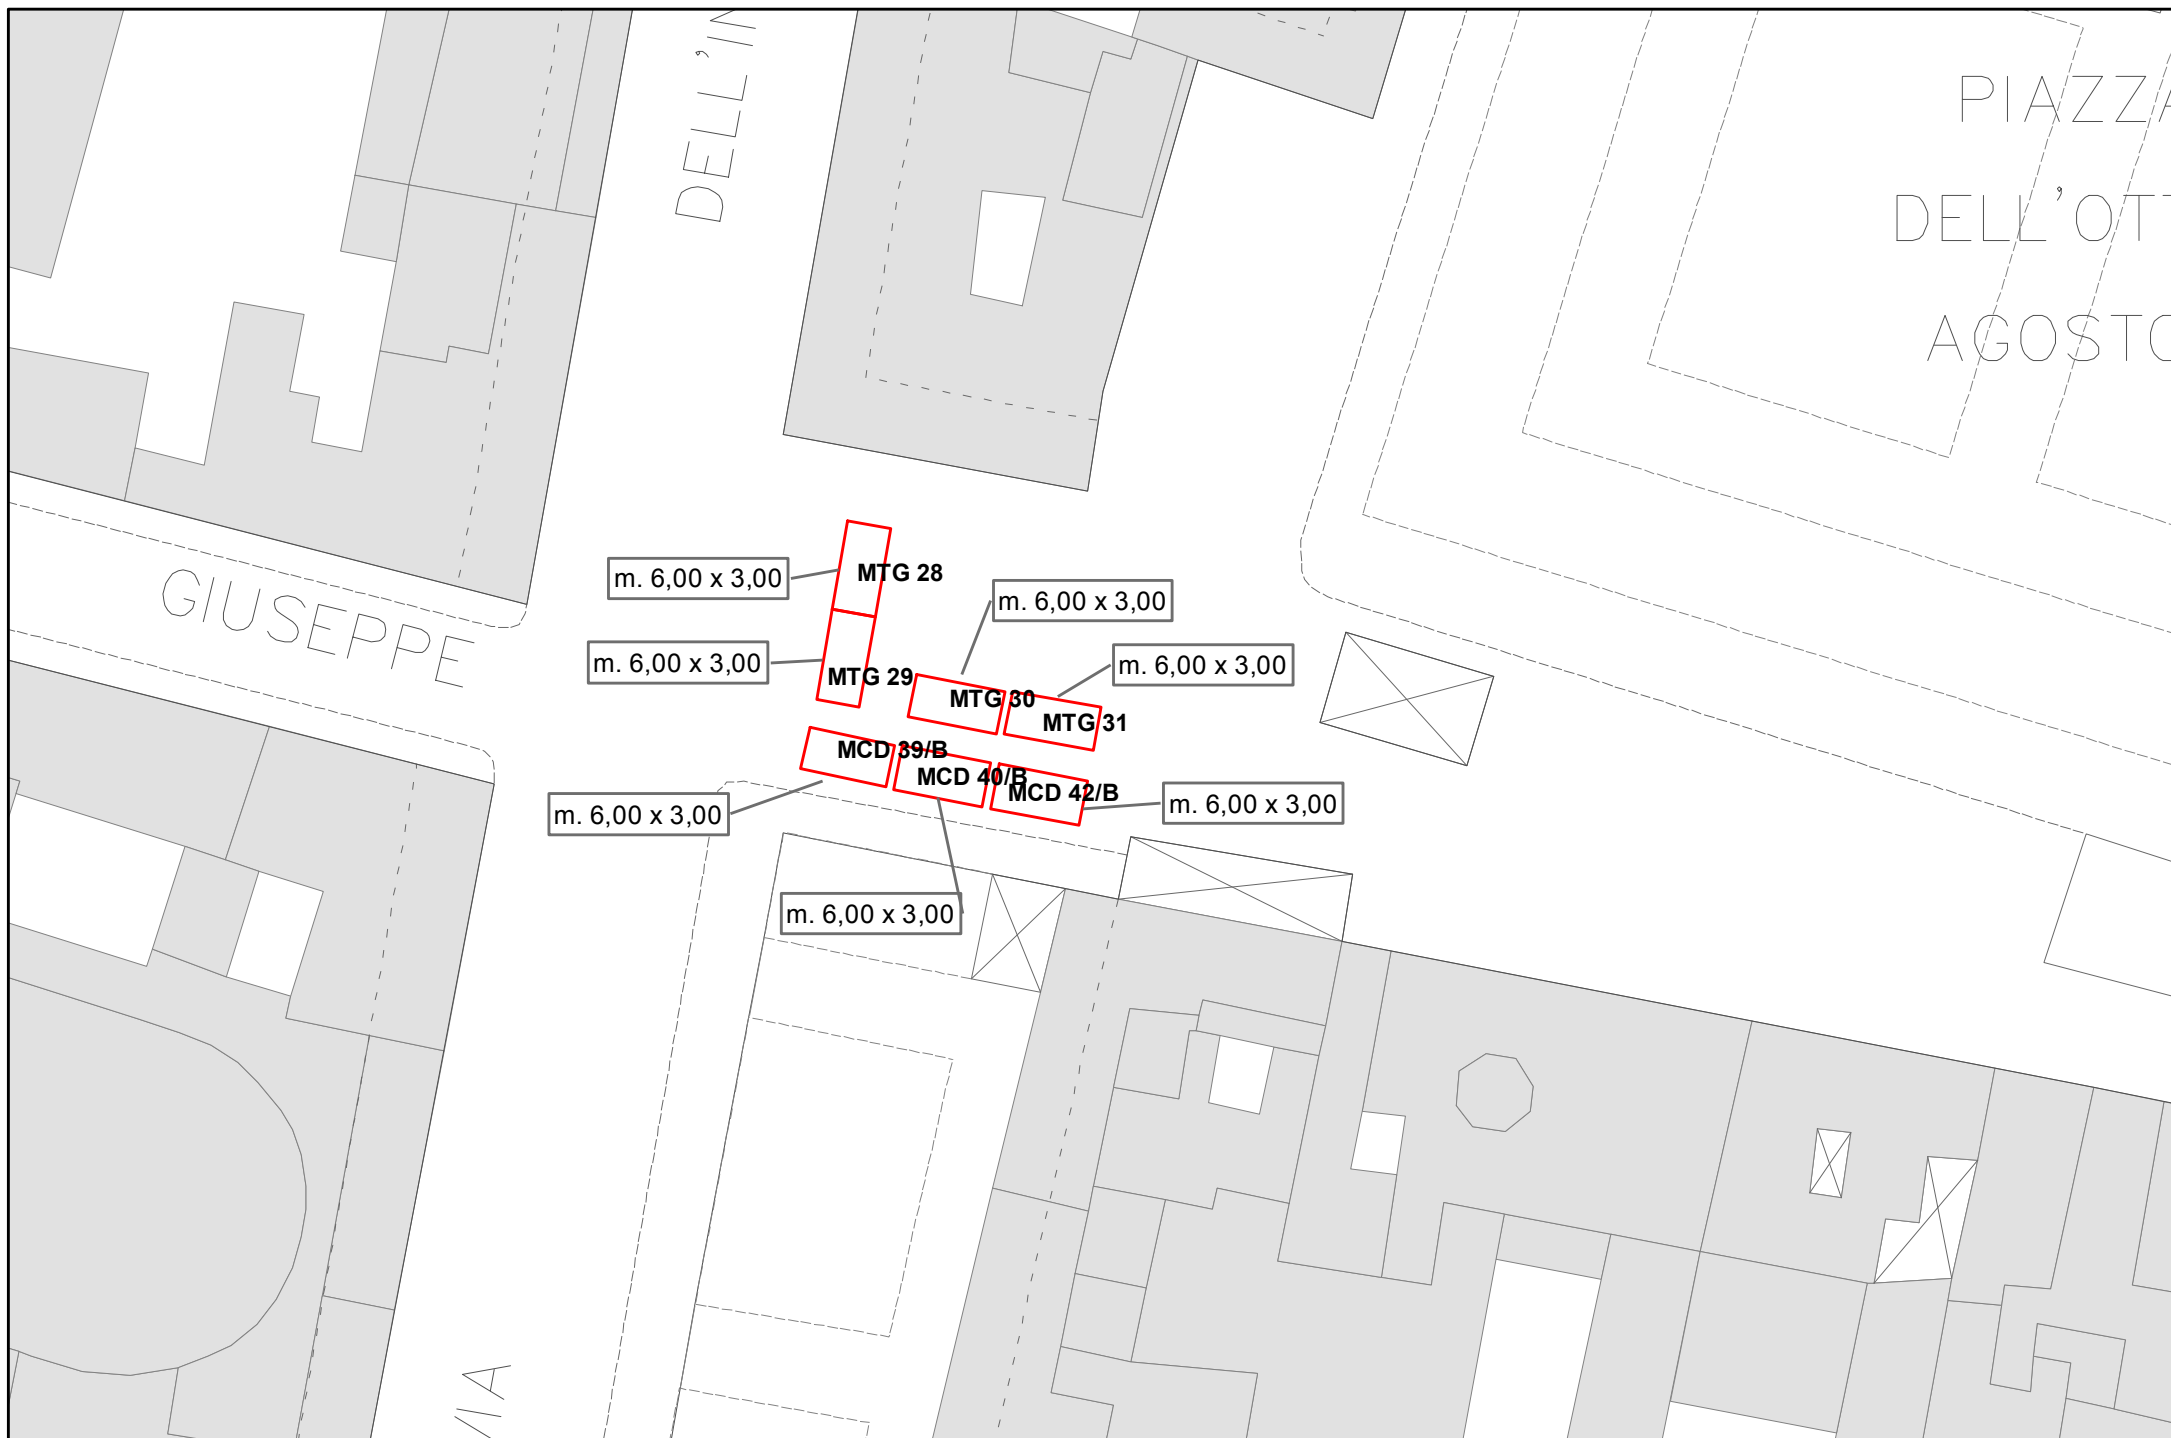 DELL'IN
PIAZZA
DELL'OTT
AGOSTO
GIUSEPPE
m. 6,00 x 3,00
MTG 28
m. 6,00 x 3,00
m. 6,00 x 3,00
MTG 29
m. 6,00 x 3,00
MTG 30
MTG 31
MCD 39/B
MCD 40/B
MCD 42/B
m. 6,00 x 3,00
m. 6,00 x 3,00
m. 6,00 x 3,00
MA